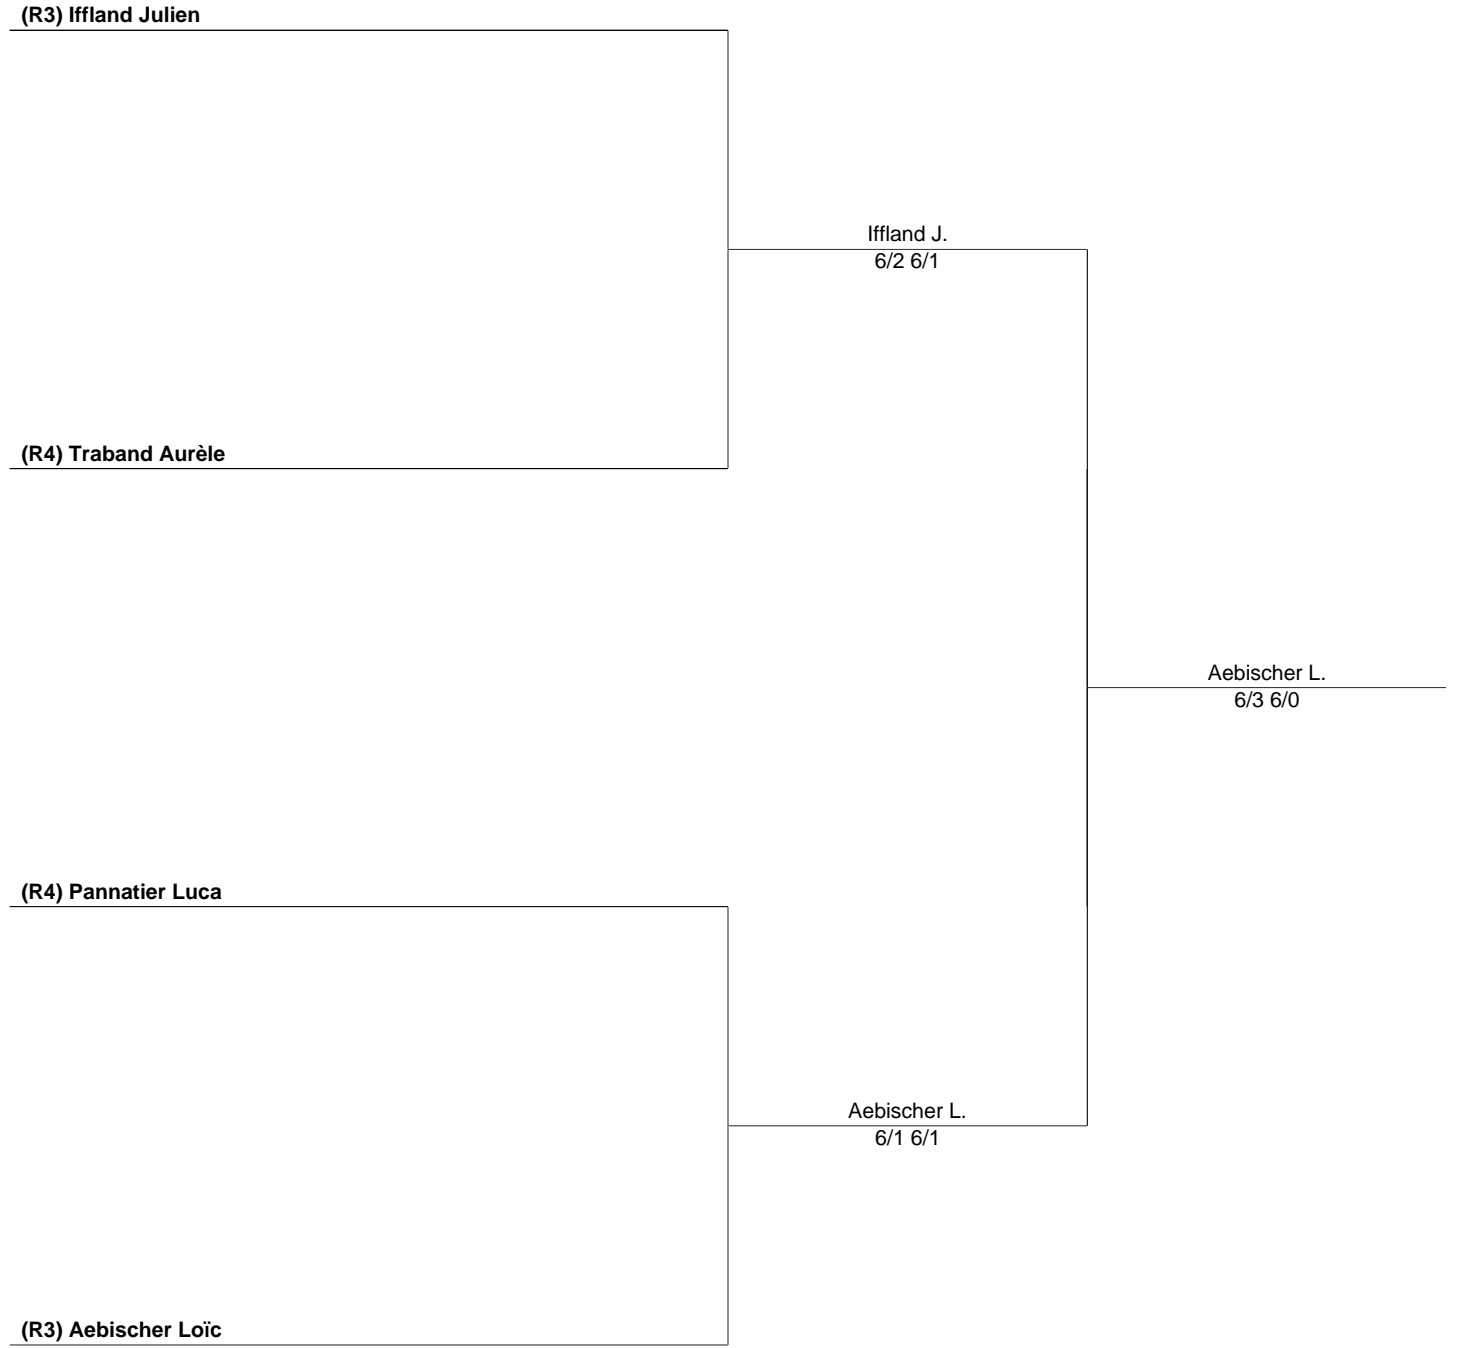 (R3) Iffland Julien
Iffland J.
6/2 6/1
(R4) Traband Aurèle
Aebischer L.
6/3 6/0
(R4) Pannatier Luca
Aebischer L.
6/1 6/1
(R3) Aebischer Loïc